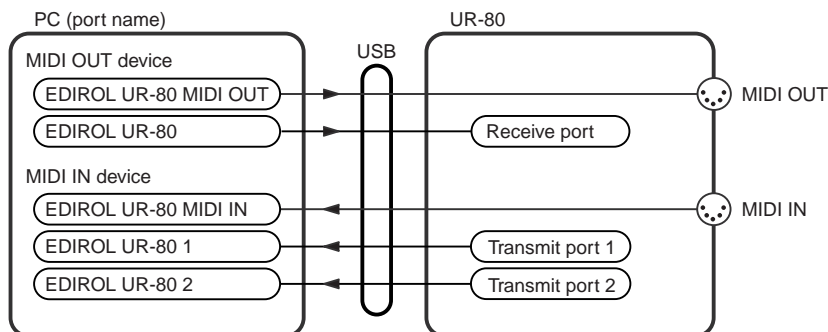 PC (port name)
USB
UR-80
MIDI OUT device
EDIROL UR-80 MIDI OUT
MIDI OUT
EDIROL UR-80
Receive port
MIDI IN device
EDIROL UR-80 MIDI IN
MIDI IN
EDIROL UR-80 1
Transmit port 1
EDIROL UR-80 2
Transmit port 2